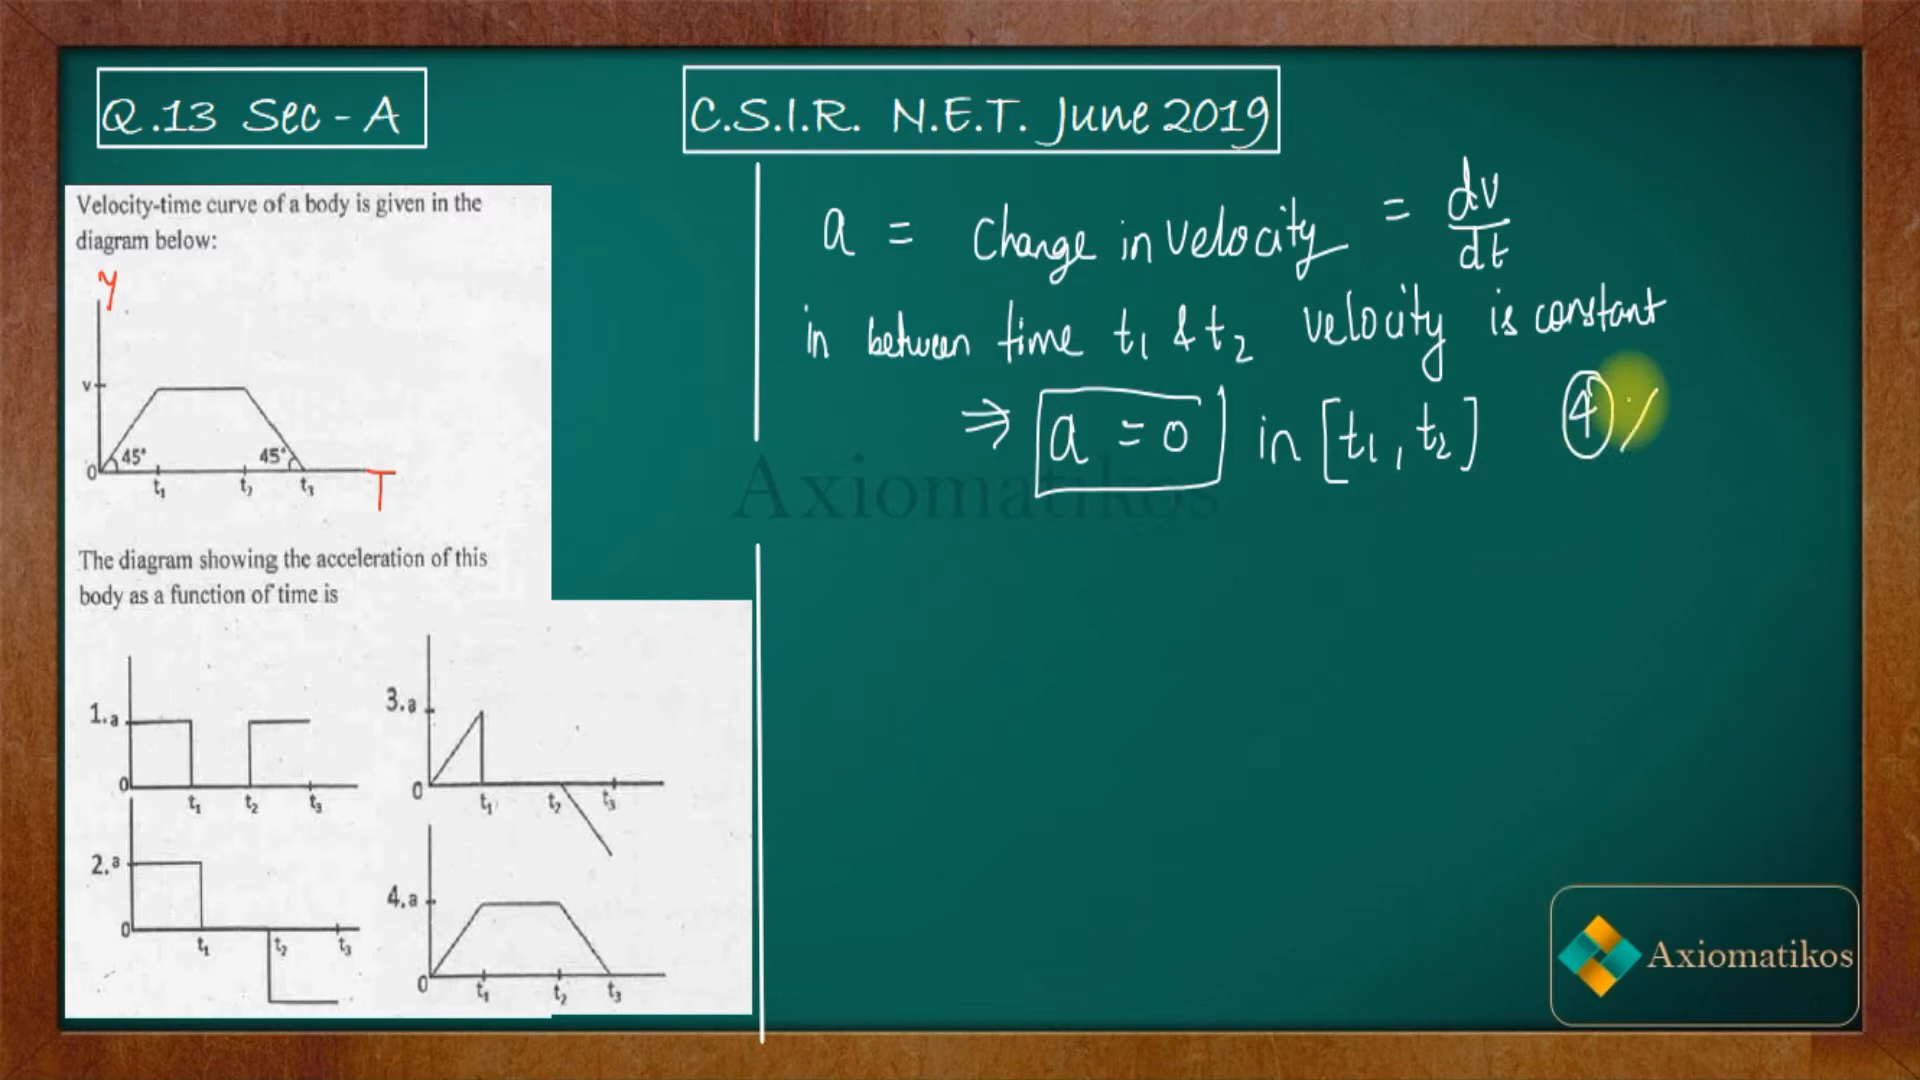 Q.13 Sec - A
C.S.I.R. N.E.T. June 2019
Velocity-time curve of a body is given in the
diagram below:
Y
v
45° 45°
0
t₁ t₂ t₃
T
The diagram showing the acceleration of this
body as a function of time is
1. a
0
t₁ t₂ t₃
2. a
0
t₁ t₂ t₃
3. a
0
t₁ t₂ t₃
4. a
0
t₁ t₂ t₃
a = Change in velocity = dv/dt
in between time t₁ & t₂ velocity is constant
⇒ a = 0 in [t₁, t₂] 4
Axiomatikos
Axiomatikos